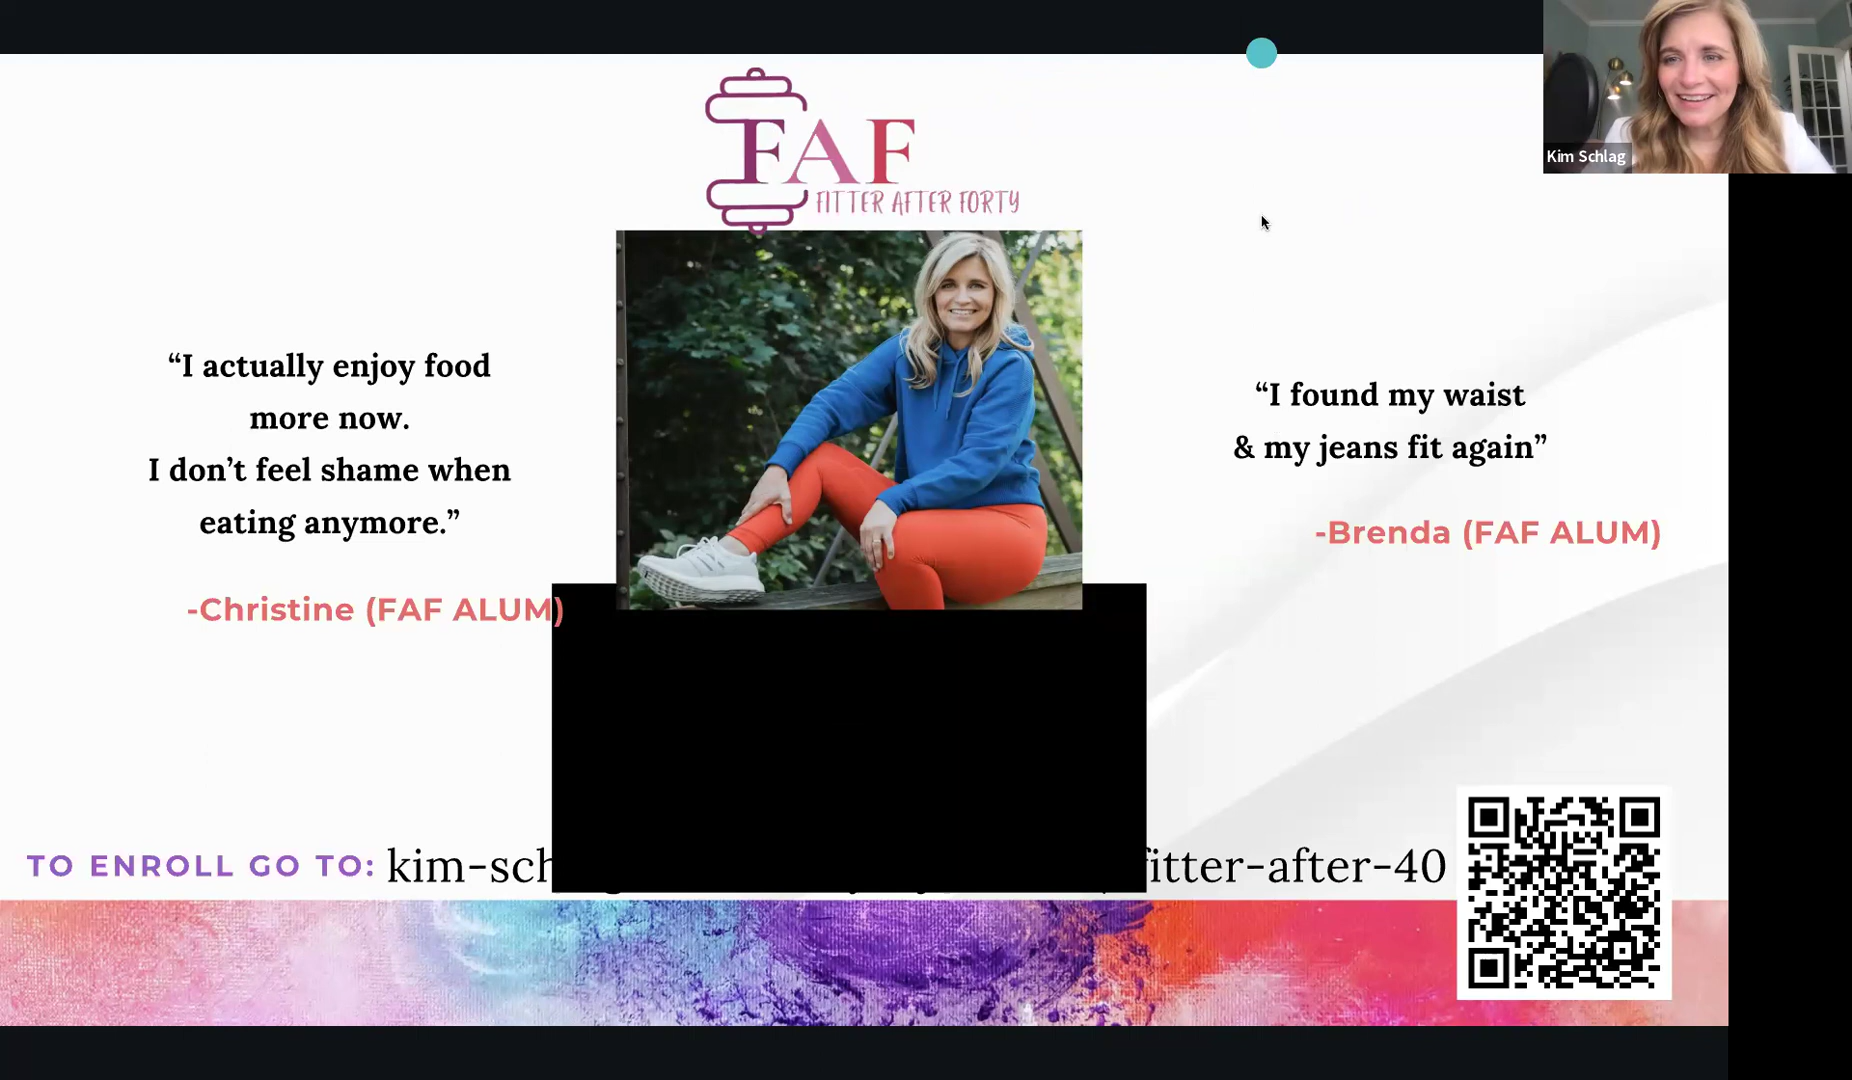 Kim Schlag
FAF
FITTER AFTER FORTY
“I actually enjoy food
more now.
I don’t feel shame when
eating anymore.”
-Christine (FAF ALUM)
“I found my waist
& my jeans fit again”
-Brenda (FAF ALUM)
TO ENROLL GO TO: kim-sch fitter-after-40